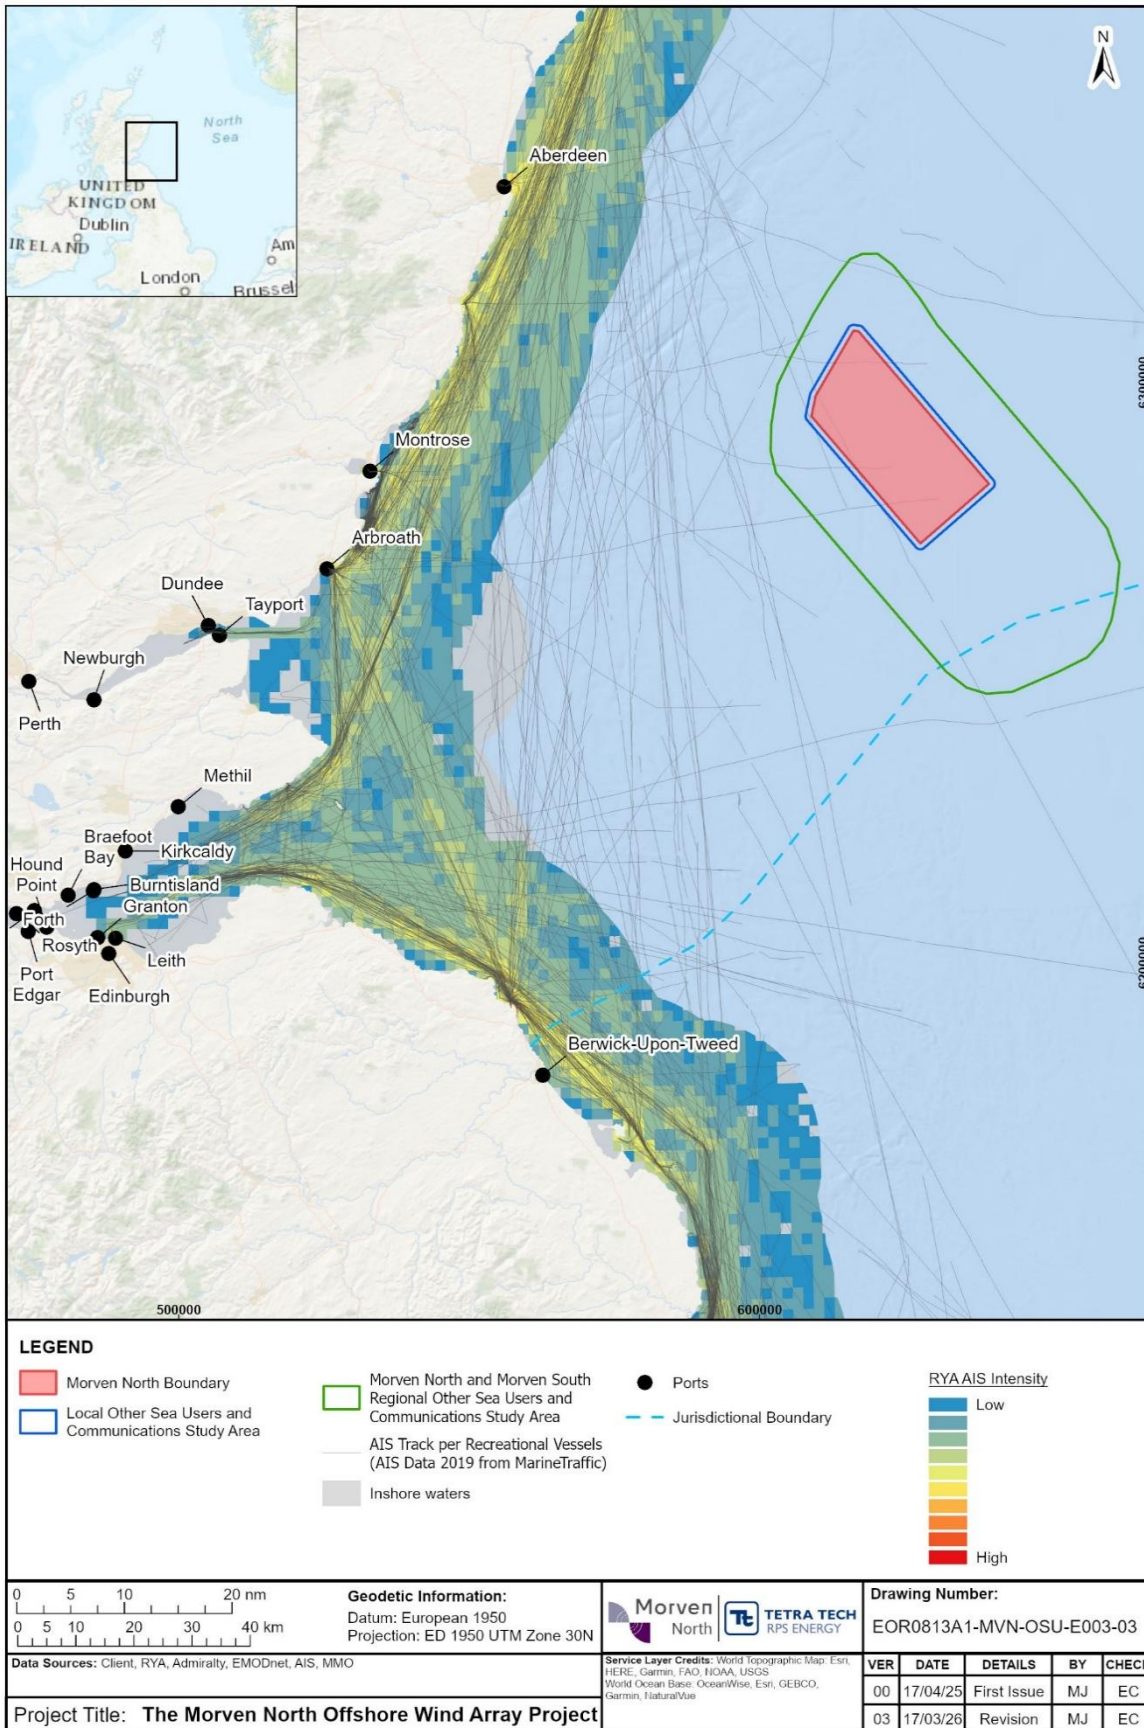 N
North
Sea
UNITED
KINGDOM
Dublin
IRELAND
London
Am
Brussel
Aberdeen
6300000
Montrose
Arbroath
Dundee
Tayport
Newburgh
Perth
Methil
Braefoot
Bay
Kirkcaldy
Hound
Point
Burntisland
Forth
Granton
Rosyth
Leith
Port
Edgar
Edinburgh
6200000
Berwick-Upon-Tweed
500000
600000
LEGEND
Morven North Boundary
Local Other Sea Users and
Communications Study Area
Morven North and Morven South
Regional Other Sea Users and
Communications Study Area
AIS Track per Recreational Vessels
(AIS Data 2019 from MarineTraffic)
Inshore waters
Ports
Jurisdictional Boundary
RYA AIS Intensity
Low
High
0 5 10 20 nm
0 5 10 20 30 40 km
Geodetic Information:
Datum: European 1950
Projection: ED 1950 UTM Zone 30N
Data Sources: Client, RYA, Admiralty, EMODnet, AIS, MMO
Project Title: The Morven North Offshore Wind Array Project
Morven
North
Tt
TETRA TECH
RPS ENERGY
Service Layer Credits: World Topographic Map: Esri,
HERE, Garmin, FAO, NOAA, USGS
World Ocean Base: OceanWise, Esri, GEBCO,
Garmin, NaturalVue
Drawing Number:
EOR0813A1-MVN-OSU-E003-03
VER DATE DETAILS BY CHECK
00 17/04/25 First Issue MJ EC
03 17/03/26 Revision MJ EC